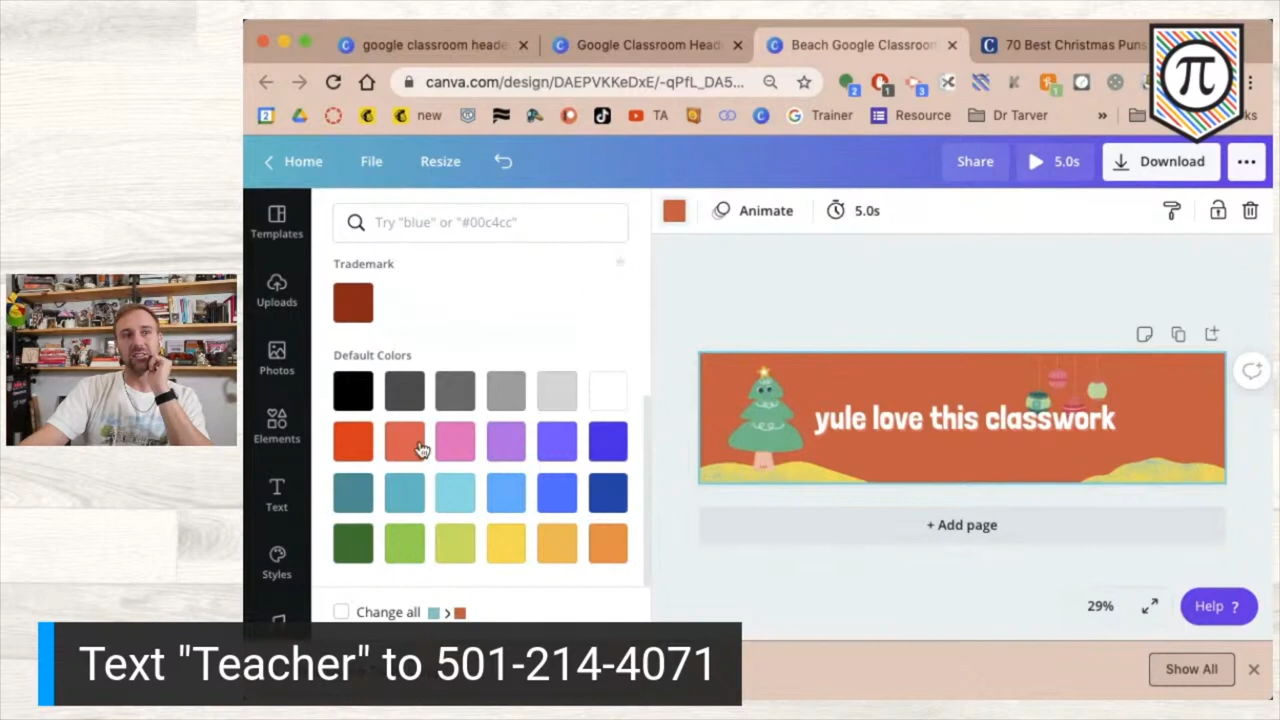 google classroom heade
Google Classroom Head
Beach Google Classroom
70 Best Christmas Puns
canva.com/design/DAEPVKKeDxE/-qPfL_DA5...
new
TA
Trainer
Resource
Dr Tarver
»
ks
π
Home
File
Resize
Share
5.0s
Download
Templates
Uploads
Photos
Elements
Text
Styles
Try "blue" or "#00c4cc"
Trademark
Default Colors
Change all
Animate
5.0s
yule love this classwork
+ Add page
29%
Help ?
Show All
Text "Teacher" to 501-214-4071